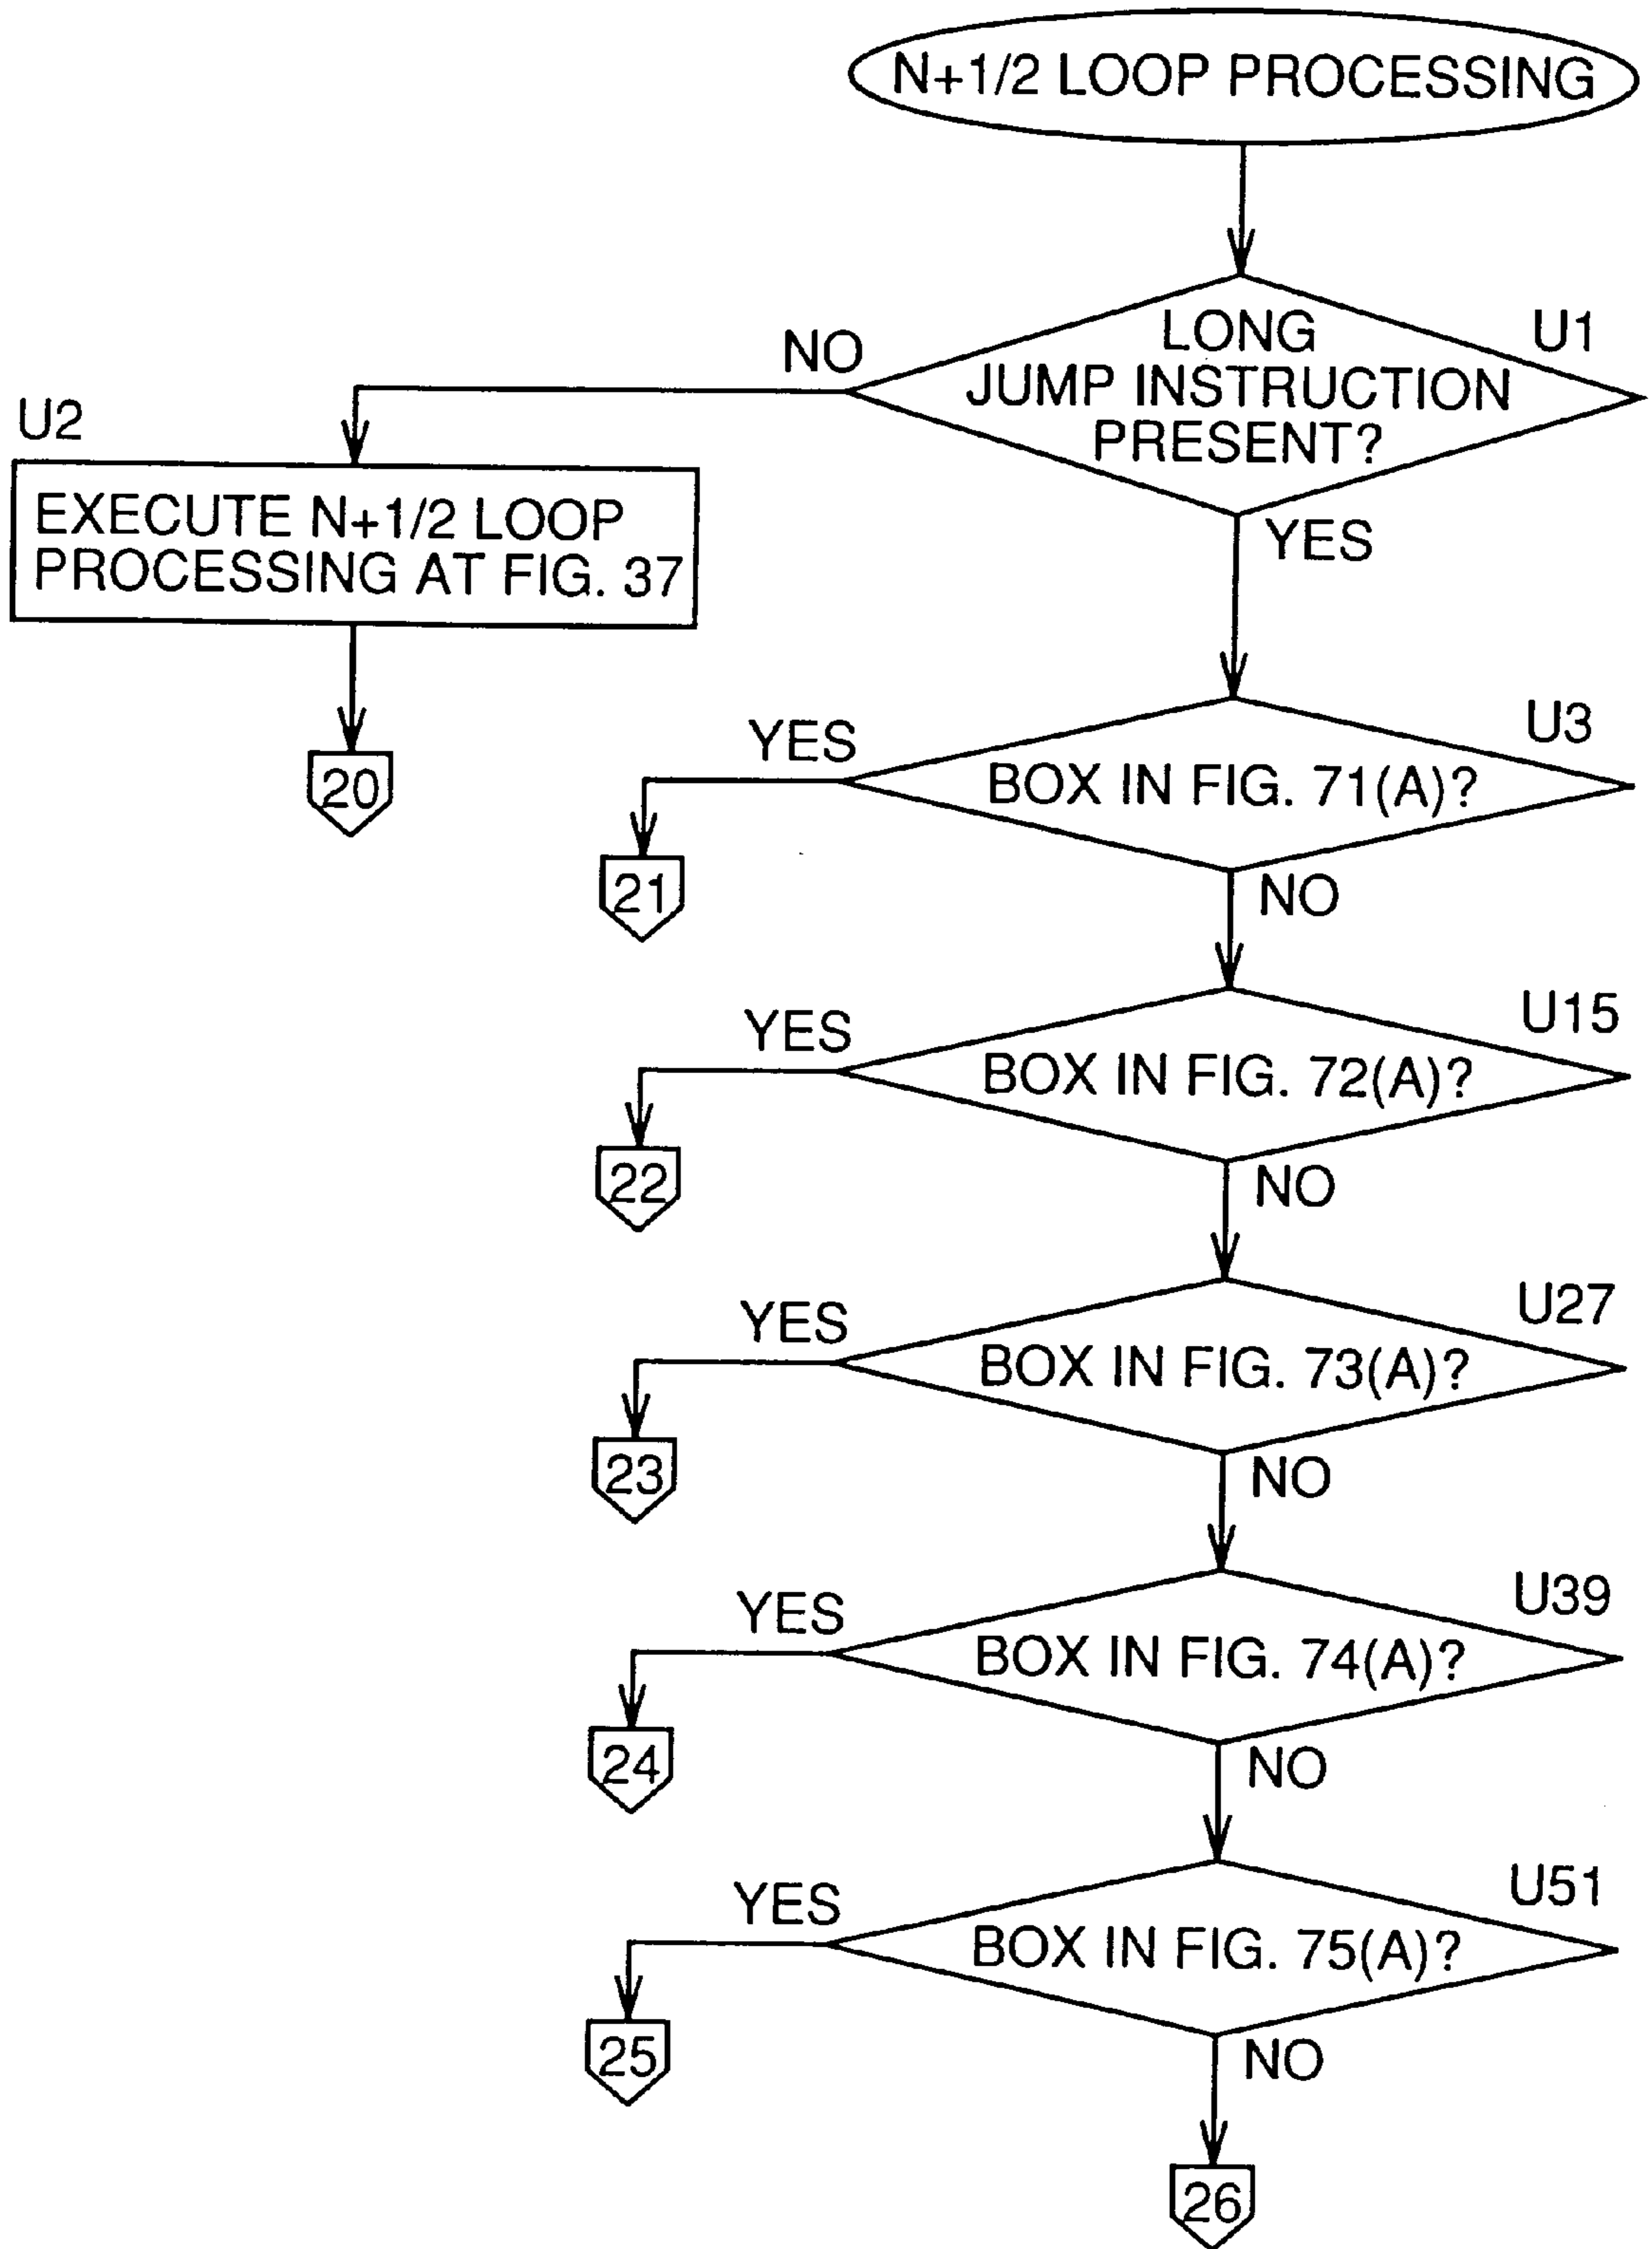 N+1/2 LOOP PROCESSING
LONG
JUMP INSTRUCTION
PRESENT?
U1
NO
YES
U2
EXECUTE N+1/2 LOOP
PROCESSING AT FIG. 37
20
U3
BOX IN FIG. 71(A)?
YES
21
NO
U15
BOX IN FIG. 72(A)?
YES
22
NO
U27
BOX IN FIG. 73(A)?
YES
23
NO
U39
BOX IN FIG. 74(A)?
YES
24
NO
U51
BOX IN FIG. 75(A)?
YES
25
NO
26